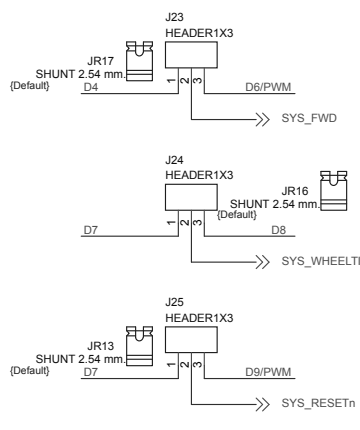 J23
HEADER1X3
JR17
SHUNT 2.54 mm.
{Default}
D4
1 2 3
D6/PWM
SYS_FWD
J24
HEADER1X3
JR16
SHUNT 2.54 mm.
{Default}
D7
1 2 3
D8
J25
HEADER1X3
JR13
SHUNT 2.54 mm.
{Default}
D7
1 2 3
D9/PWM
SYS_RESETn